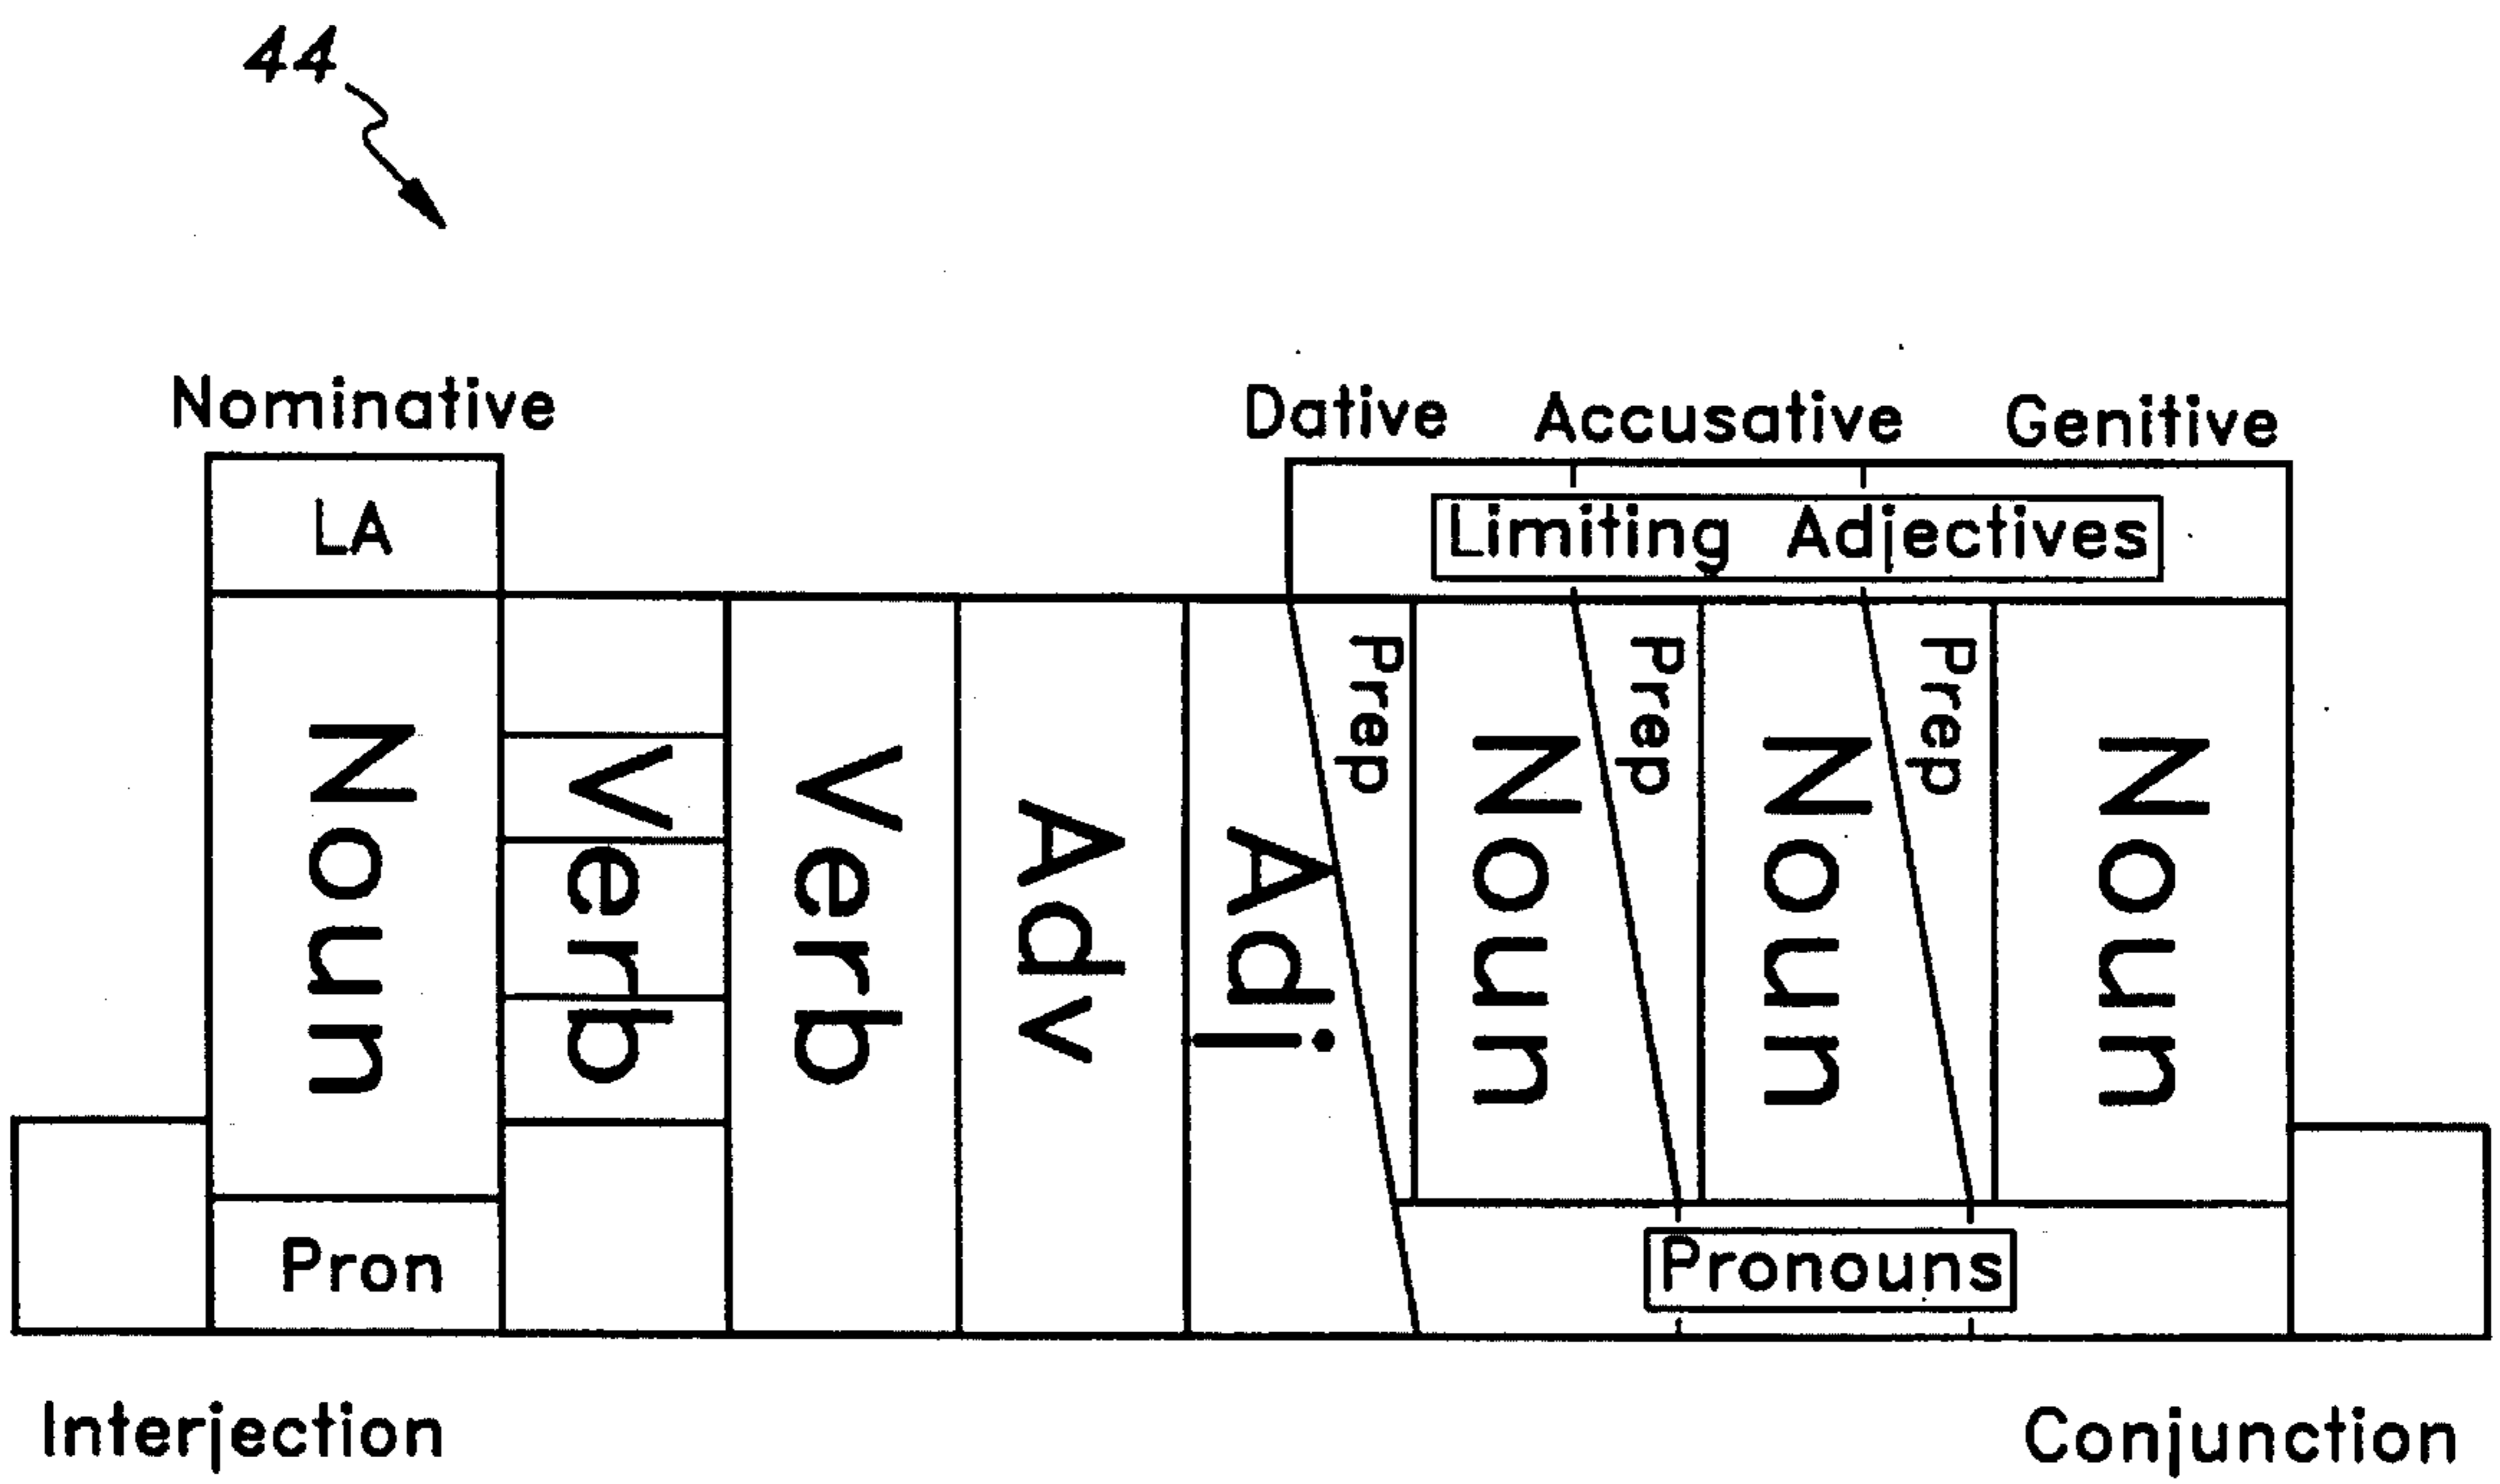 44
Nominative
Dative
Accusative
Genitive
LA
Limiting Adjectives
Noun
Verb
Verb
Adv
Adj
Prep
Noun
Prep
Noun
Prep
Noun
Pron
Pronouns
Interjection
Conjunction